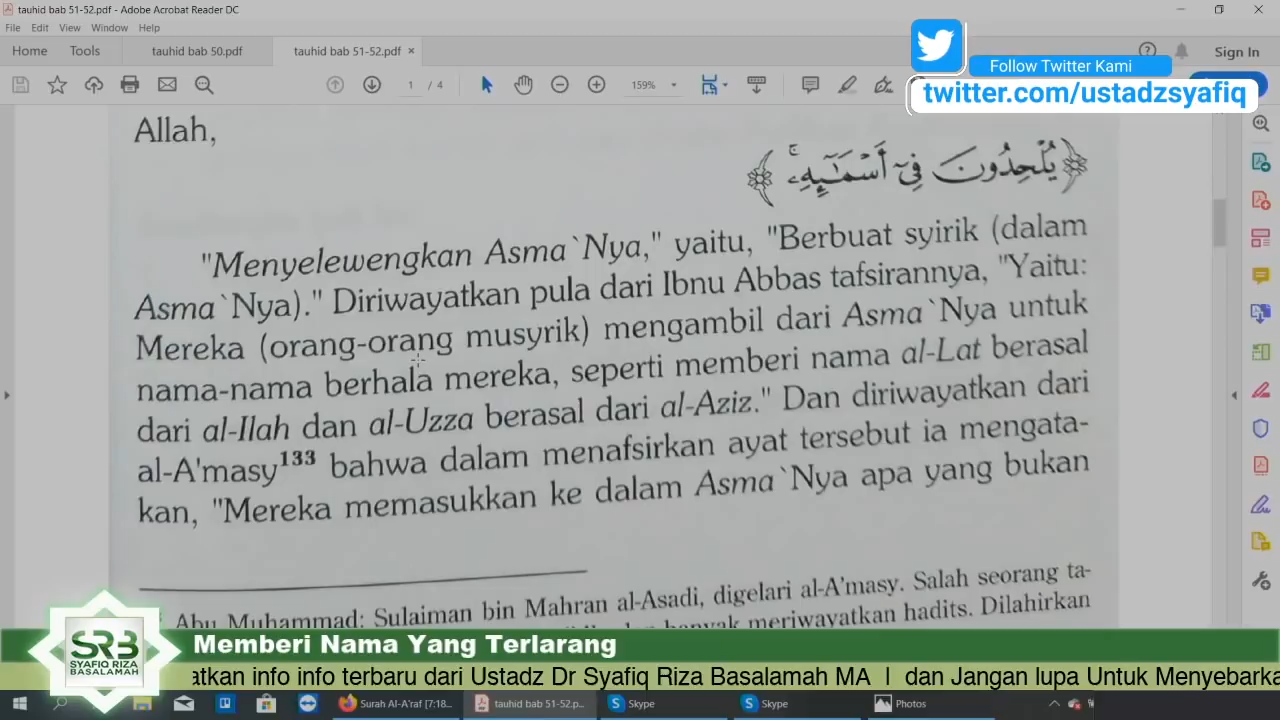 tauhid bab 51-52.pdf - Adobe Acrobat Reader DC
File Edit View Window Help
Home Tools tauhid bab 50.pdf tauhid bab 51-52.pdf × Sign In
1 / 4 159%
Follow Twitter Kami
twitter.com/ustadzsyafiq
Allah,
﴿يُلْحِدُونَ فِىٓ أَسْمَـٰٓئِهِۦ ۚ﴾
"Menyelewengkan Asma`Nya," yaitu, "Berbuat syirik (dalam
Asma`Nya)." Diriwayatkan pula dari Ibnu Abbas tafsirannya, "Yaitu:
Mereka (orang-orang musyrik) mengambil dari Asma`Nya untuk
nama-nama berhala mereka, seperti memberi nama al-Lat berasal
dari al-Ilah dan al-Uzza berasal dari al-Aziz." Dan diriwayatkan dari
al-A'masy133 bahwa dalam menafsirkan ayat tersebut ia mengata-
kan, "Mereka memasukkan ke dalam Asma`Nya apa yang bukan
Abu Muhammad: Sulaiman bin Mahran al-Asadi, digelari al-A'masy. Salah seorang ta-
banyak meriwayatkan hadits. Dilahirkan
SRB
SYAFIQ RIZA
BASALAMAH
Memberi Nama Yang Terlarang
atkan info info terbaru dari Ustadz Dr Syafiq Riza Basalamah MA | dan Jangan lupa Untuk Menyebarka
Surah Al-A'raf [7:18... tauhid bab 51-52.p... Skype Skype Photos